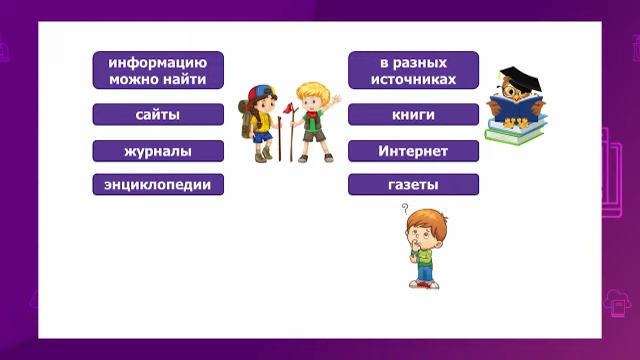 информацию
можно найти
в разных
источниках
сайты
книги
журналы
Интернет
энциклопедии
газеты
?